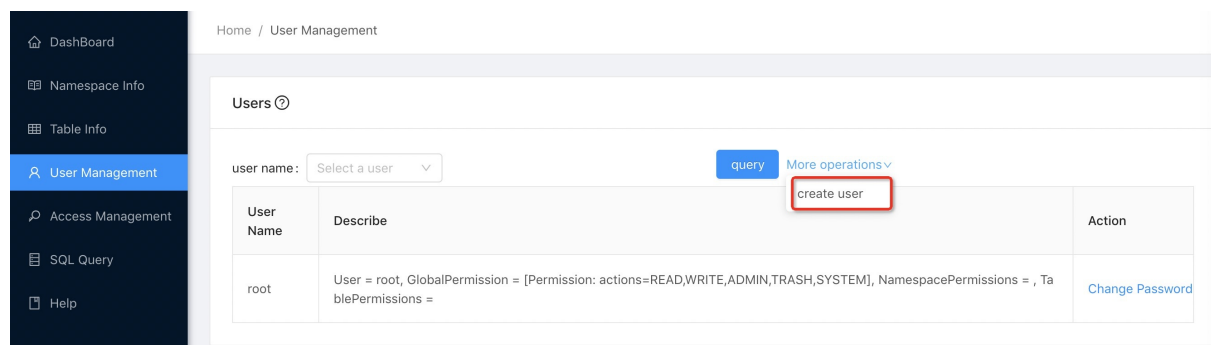 DashBoard
Namespace Info
Table Info
User Management
Access Management
SQL Query
Help
Home / User Management
Users
user name : Select a user query More operations
create user
User Name Describe Action
root User = root, GlobalPermission = [Permission: actions=READ,WRITE,ADMIN,TRASH,SYSTEM], NamespacePermissions = , Ta
blePermissions =
Change Password